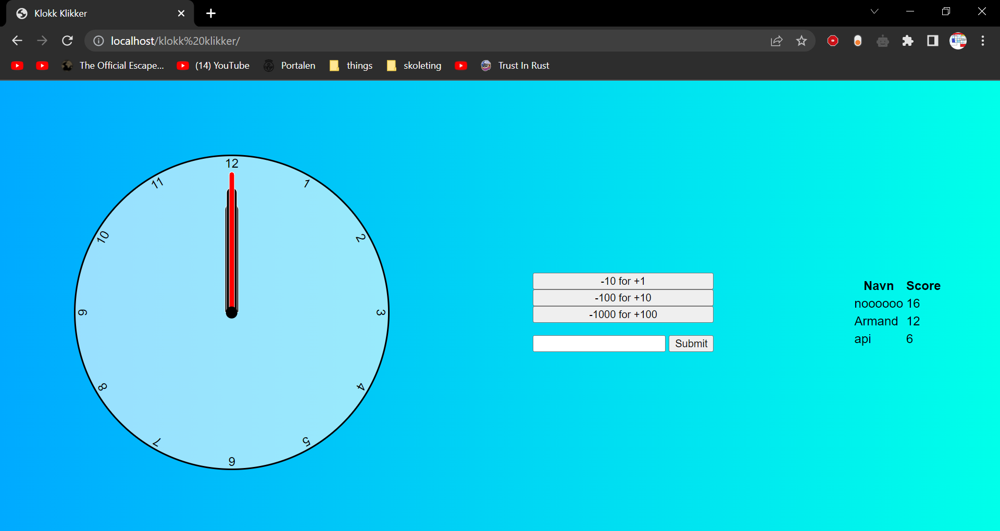 Klokk Klikker
localhost/klokk%20klikker/
The Official Escape... (14) YouTube Portalen things skoleting Trust In Rust
12
11 1
10 2
9 3
8 4
7 5
6
-10 for +1
-100 for +10
-1000 for +100
Submit
Navn Score
noooooo 16
Armand 12
api 6